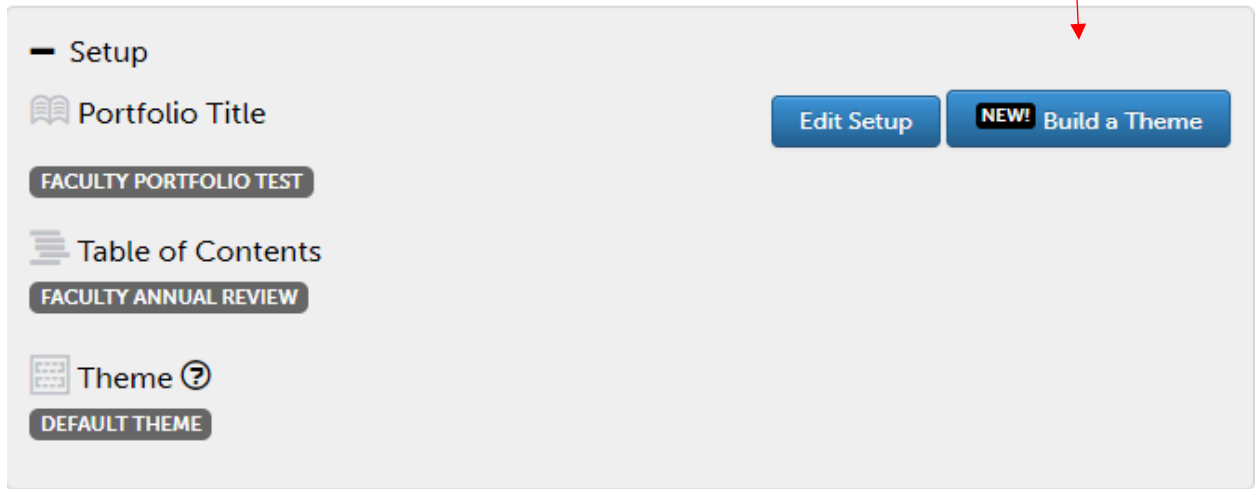 Setup
Portfolio Title
Edit Setup
NEW! Build a Theme
FACULTY PORTFOLIO TEST
Table of Contents
FACULTY ANNUAL REVIEW
Theme ?
DEFAULT THEME